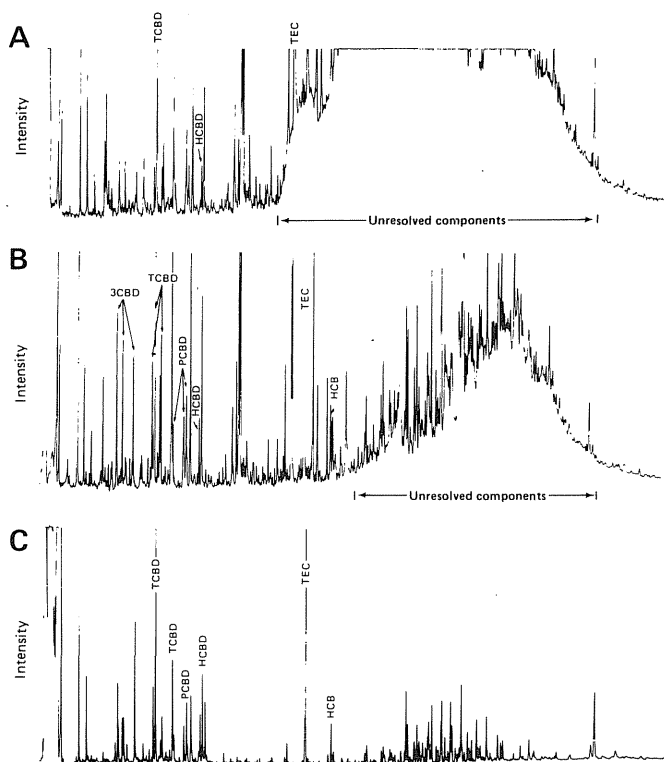 A
TCBD
TEC
Intensity
HCBD
Unresolved components
B
3CBD
TCBD
PCBD
HCBD
TEC
HCB
Intensity
Unresolved components
C
TCBD
TCBD
PCBD
HCBD
TEC
HCB
Intensity